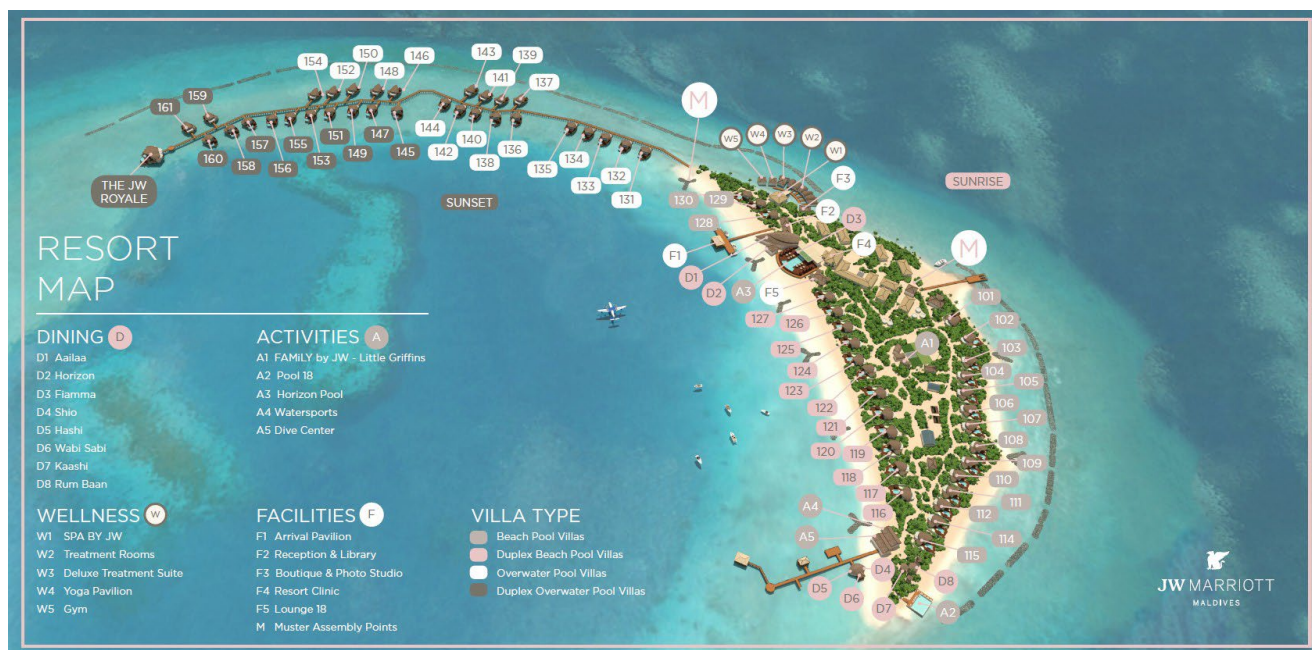 154
152
150
148
146
143
141
139
137
161
159
160
158
157
156
155
153
151
149
147
145
144
142
140
138
136
135
134
133
132
131
THE JW
ROYALE
SUNSET
SUNRISE
M
W5
W4
W3
W2
W1
F3
F2
D3
F4
130
129
128
F1
D1
D2
A3
F5
M
127
126
125
124
123
122
121
120
119
118
117
116
A1
101
102
103
104
105
106
107
108
109
110
111
112
114
115
A4
A5
D4
D5
D6
D7
D8
A2
RESORT
MAP
DINING D
D1 Aailaa
D2 Horizon
D3 Fiamma
D4 Shio
D5 Hashi
D6 Wabi Sabi
D7 Kaashi
D8 Rum Baan
ACTIVITIES A
A1 FAMiLY by JW - Little Griffins
A2 Pool 18
A3 Horizon Pool
A4 Watersports
A5 Dive Center
WELLNESS W
W1 SPA BY JW
W2 Treatment Rooms
W3 Deluxe Treatment Suite
W4 Yoga Pavilion
W5 Gym
FACILITIES F
F1 Arrival Pavilion
F2 Reception & Library
F3 Boutique & Photo Studio
F4 Resort Clinic
F5 Lounge 18
M Muster Assembly Points
VILLA TYPE
Beach Pool Villas
Duplex Beach Pool Villas
Overwater Pool Villas
Duplex Overwater Pool Villas
JW MARRIOTT
MALDIVES